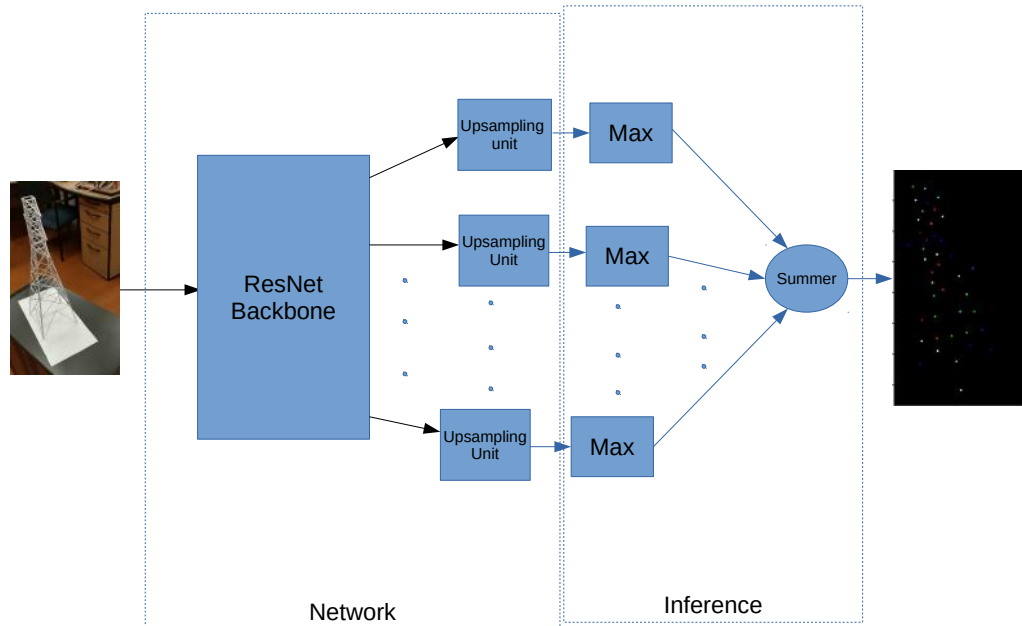 Upsampling
unit
Max
Upsampling
Unit
Max
ResNet
Backbone
Summer
Upsampling
Unit
Max
Network
Inference